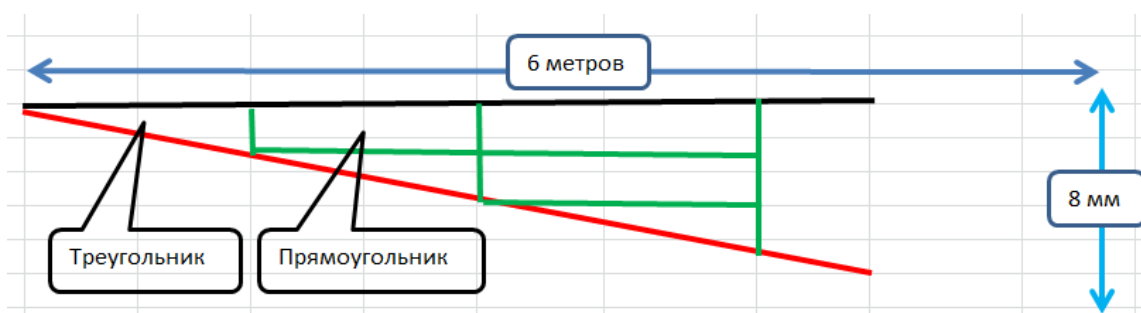 6 метров
8 мм
Треугольник
Прямоугольник